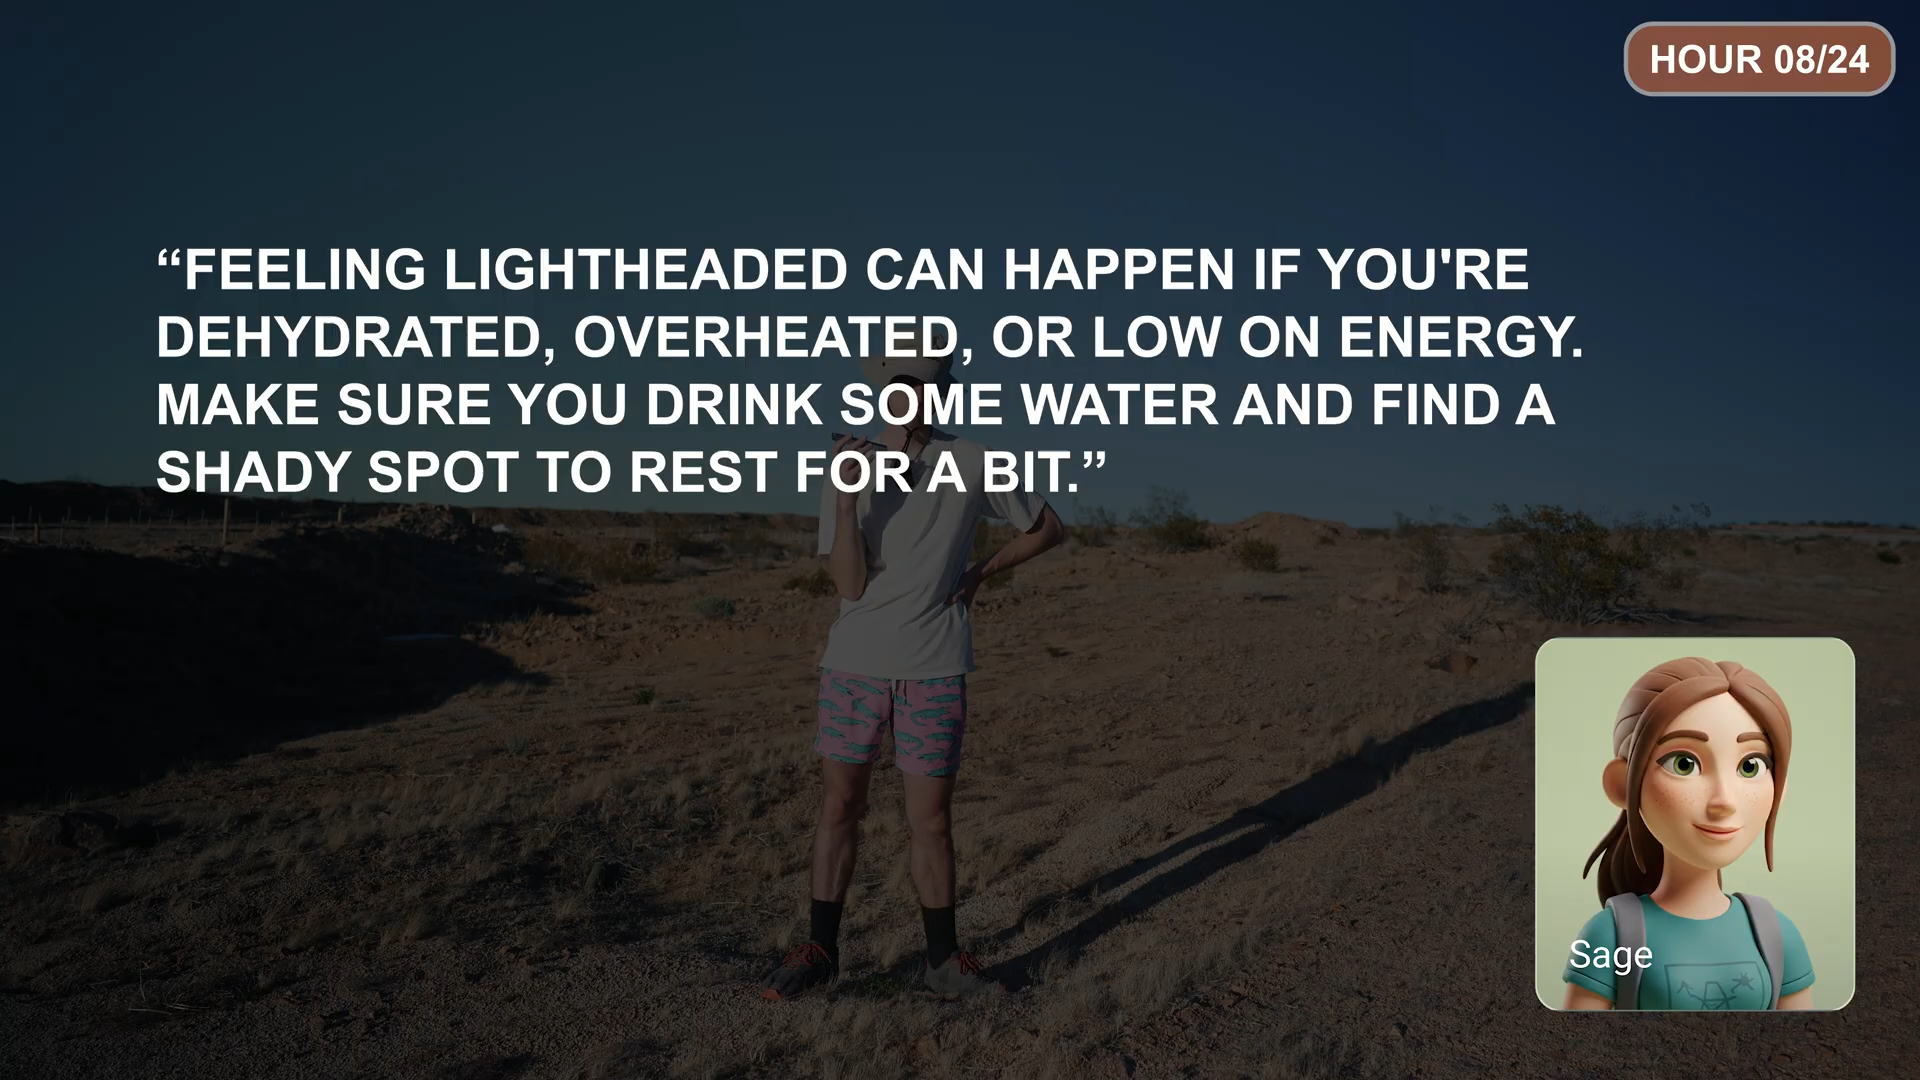 HOUR 08/24
“FEELING LIGHTHEADED CAN HAPPEN IF YOU'RE
DEHYDRATED, OVERHEATED, OR LOW ON ENERGY.
MAKE SURE YOU DRINK SOME WATER AND FIND A
SHADY SPOT TO REST FOR A BIT.”
Sage